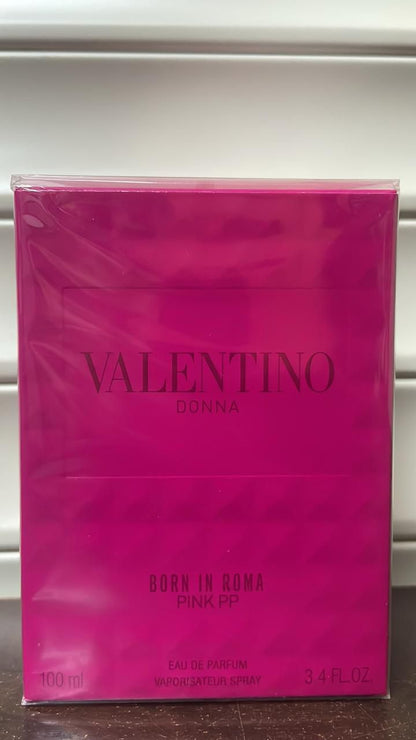 VALENTINO
DONNA
BORN IN ROMA
PINK PP
EAU DE PARFUM
100 ml VAPORISATEUR SPRAY 3.4 FL.OZ.